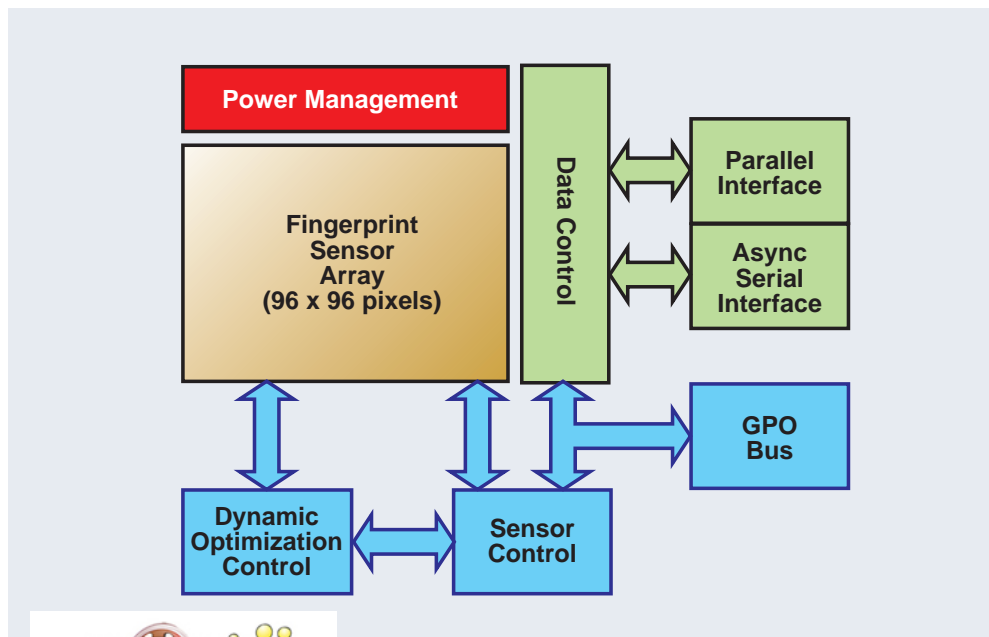 Power Management
Fingerprint
Sensor
Array
(96 x 96 pixels)
Data Control
Parallel
Interface
Async
Serial
Interface
GPO
Bus
Dynamic
Optimization
Control
Sensor
Control